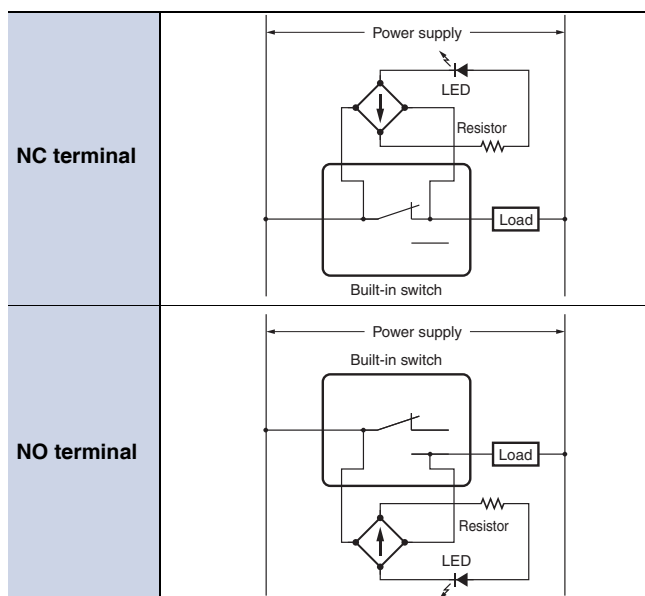 NC terminal
Power supply
LED
Resistor
Load
Built-in switch
NO terminal
Power supply
Built-in switch
Load
Resistor
LED